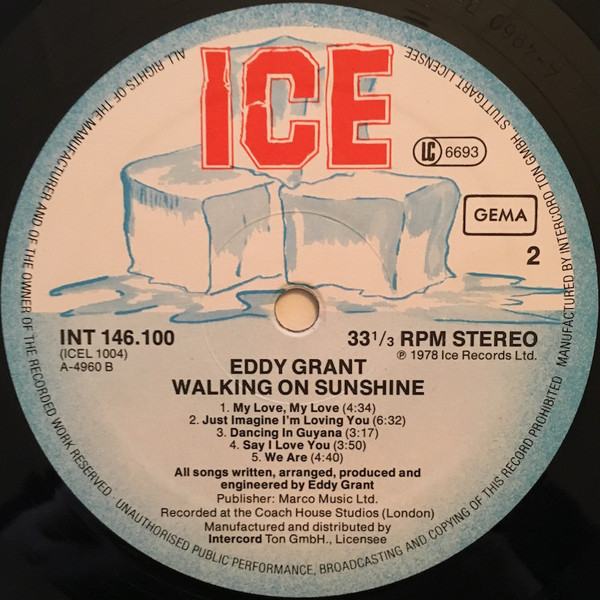 ICE
LC 6693
GEMA
2
INT 146.100
(ICEL 1004)
A-4960 B
33 1/3 RPM STEREO
℗ 1978 Ice Records Ltd.
EDDY GRANT
WALKING ON SUNSHINE
1. My Love, My Love (4:34)
2. Just Imagine I'm Loving You (6:32)
3. Dancing In Guyana (3:17)
4. Say I Love You (3:50)
5. We Are (4:40)
All songs written, arranged, produced and
engineered by Eddy Grant
Publisher: Marco Music Ltd.
Recorded at the Coach House Studios (London)
Manufactured and distributed by
Intercord Ton GmbH., Licensee
ALL RIGHTS OF THE MANUFACTURER AND OF THE OWNER OF THE RECORDED WORK RESERVED · UNAUTHORISED PUBLIC PERFORMANCE, BROADCASTING AND COPYING OF THIS RECORD PROHIBITED · MANUFACTURED BY INTERCORD TON GMBH, STUTTGART LICENSEE